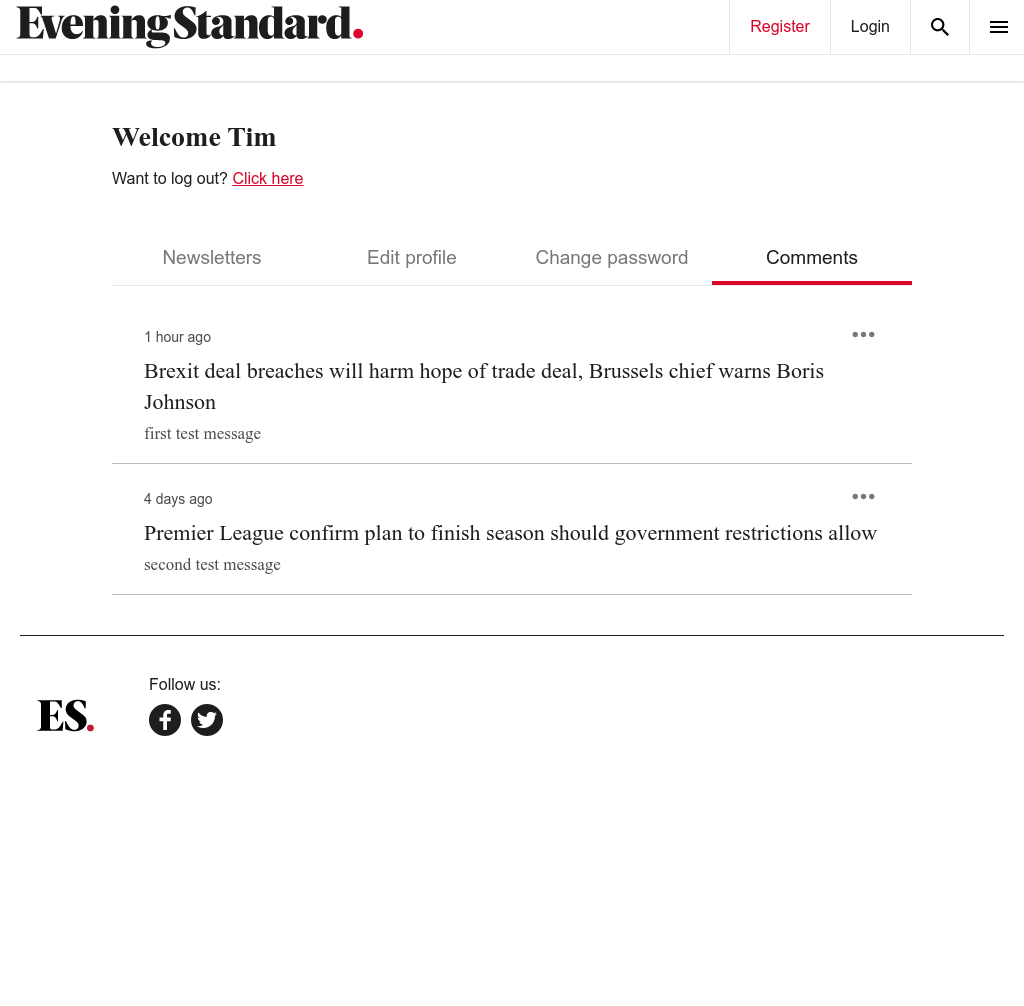 Evening Standard.
Register
Login
Welcome Tim
Want to log out? Click here
Newsletters
Edit profile
Change password
Comments
1 hour ago
Brexit deal breaches will harm hope of trade deal, Brussels chief warns Boris
Johnson
first test message
4 days ago
Premier League confirm plan to finish season should government restrictions allow
second test message
Follow us:
ES.